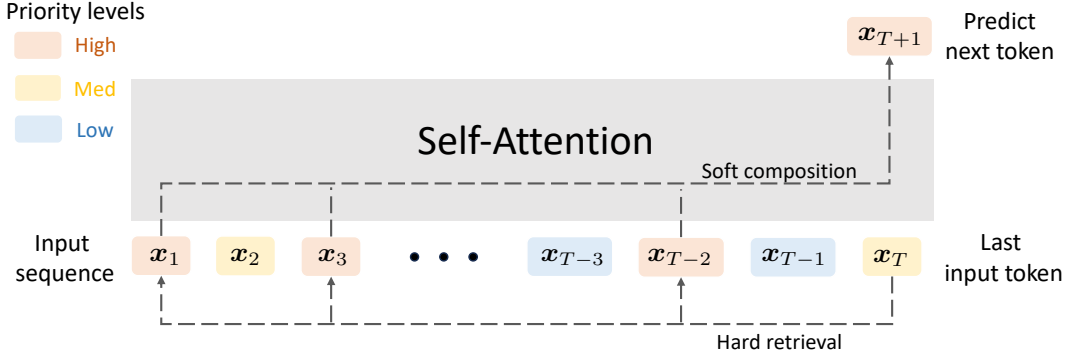 Priority levels
High
Med
Low
Predict
next token
x_{T+1}
Self-Attention
Soft composition
Input
sequence
x_1 x_2 x_3 • • • x_{T−3} x_{T−2} x_{T−1} x_T
Last
input token
Hard retrieval